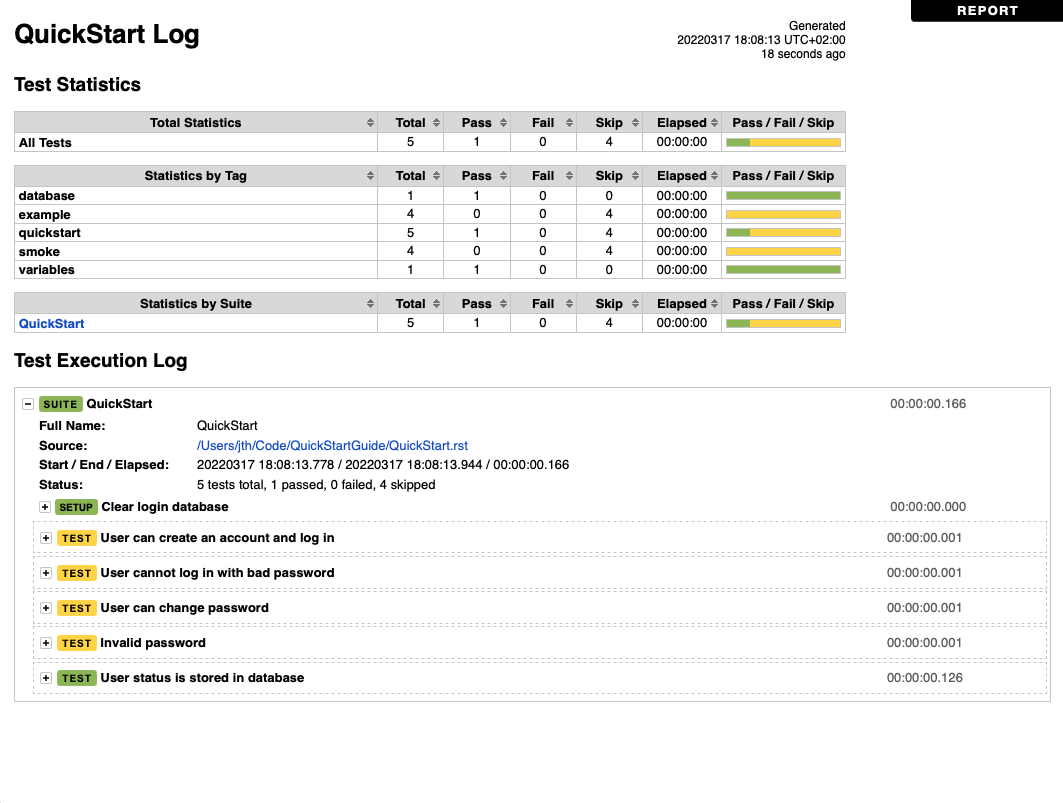 REPORT
QuickStart Log
Generated
20220317 18:08:13 UTC+02:00
18 seconds ago
Test Statistics
Total Statistics Total Pass Fail Skip Elapsed Pass / Fail / Skip
All Tests 5 1 0 4 00:00:00
Statistics by Tag Total Pass Fail Skip Elapsed Pass / Fail / Skip
database 1 1 0 0 00:00:00
example 4 0 0 4 00:00:00
quickstart 5 1 0 4 00:00:00
smoke 4 0 0 4 00:00:00
variables 1 1 0 0 00:00:00
Statistics by Suite Total Pass Fail Skip Elapsed Pass / Fail / Skip
QuickStart 5 1 0 4 00:00:00
Test Execution Log
SUITE QuickStart 00:00:00.166
Full Name: QuickStart
Source: /Users/jth/Code/QuickStartGuide/QuickStart.rst
Start / End / Elapsed: 20220317 18:08:13.778 / 20220317 18:08:13.944 / 00:00:00.166
Status: 5 tests total, 1 passed, 0 failed, 4 skipped
SETUP Clear login database 00:00:00.000
TEST User can create an account and log in 00:00:00.001
TEST User cannot log in with bad password 00:00:00.001
TEST User can change password 00:00:00.001
TEST Invalid password 00:00:00.001
TEST User status is stored in database 00:00:00.126